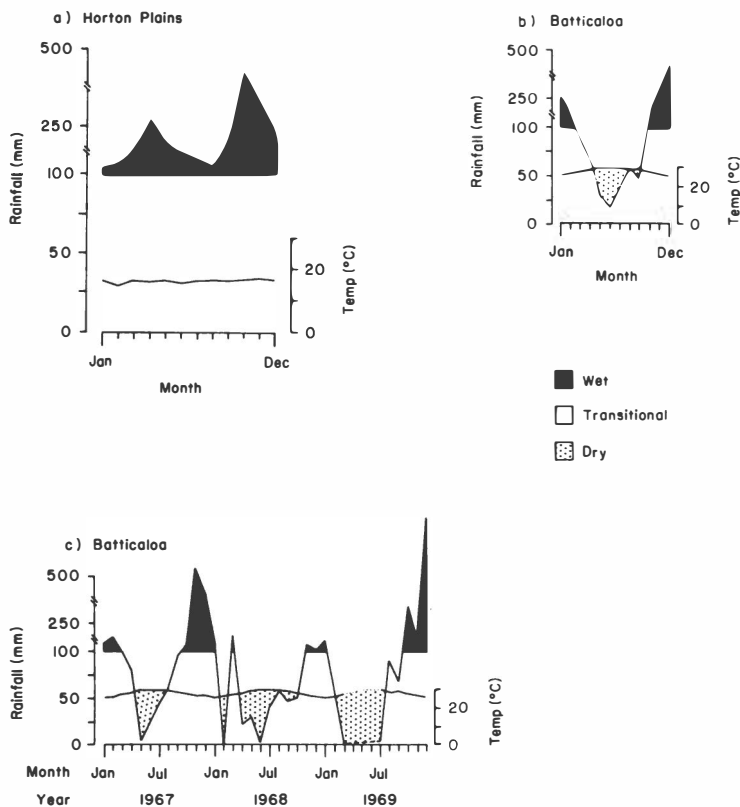 a) Horton Plains
500
250
100
50
0
Rainfall (mm)
20
0
Temp (°C)
Jan Dec
Month
b) Batticaloa
500
250
100
50
0
Rainfall (mm)
20
0
Temp (°C)
Jan Dec
Month
Wet
Transitional
Dry
c) Batticaloa
500
250
100
50
0
Rainfall (mm)
20
0
Temp (°C)
Month Jan Jul Jan Jul Jan Jul
Year 1967 1968 1969